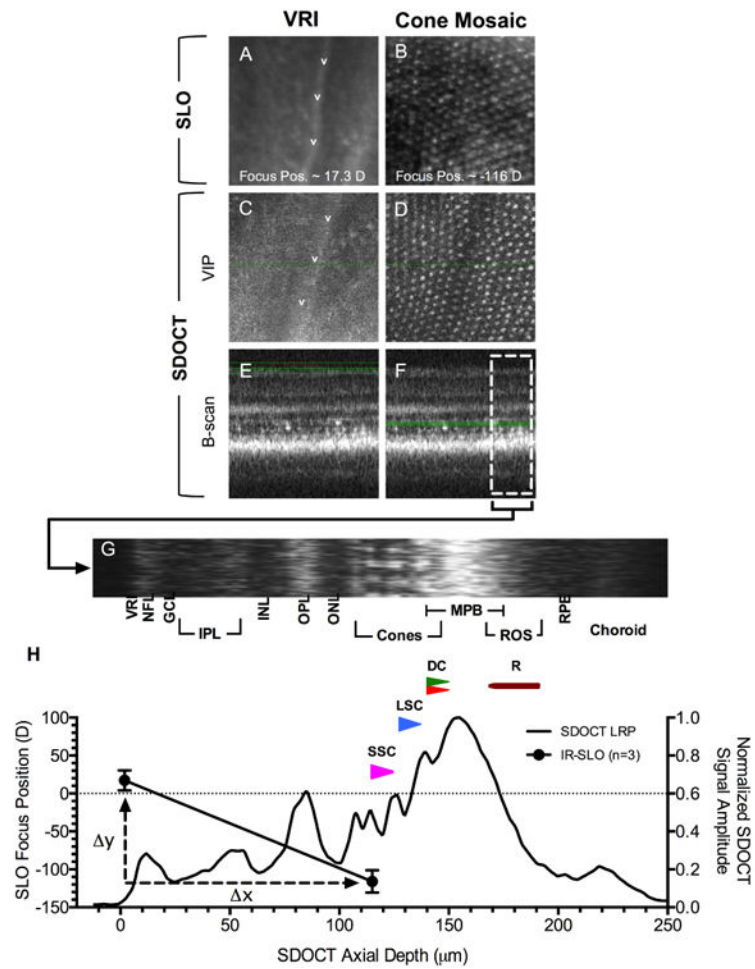 VRI
Cone Mosaic
SLO
A
B
Focus Pos. ~ 17.3 D
Focus Pos. ~ -116 D
SDOCT
VIP
C
D
B-scan
E
F
G
VRI
NFL
GCL
IPL
INL
OPL
ONL
Cones
MPB
ROS
RPE
Choroid
H
DC
R
LSC
SSC
SDOCT LRP
IR-SLO (n=3)
SLO Focus Position (D)
100
50
0
-50
-100
-150
Δy
Δx
1.0
0.8
0.6
0.4
0.2
0.0
Normalized SDOCT
Signal Amplitude
0 50 100 150 200 250
SDOCT Axial Depth (μm)